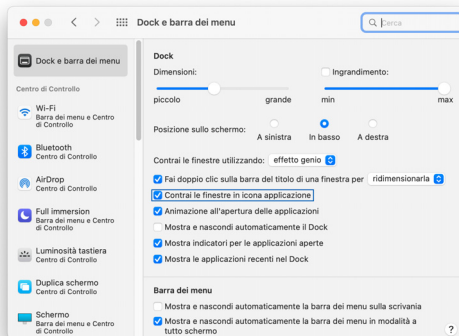 Dock e barra dei menu
Cerca
Dock e barra dei menu
Centro di Controllo
Wi-Fi
Barra dei menu e Centro
di Controllo
Bluetooth
Centro di Controllo
AirDrop
Centro di Controllo
Full immersion
Barra dei menu e Centro
di Controllo
Luminosità tastiera
Centro di Controllo
Duplica schermo
Centro di Controllo
Schermo
Barra dei menu e Centro
di Controllo
Dock
Dimensioni:
Ingrandimento:
piccolo grande min max
Posizione sullo schermo:
A sinistra In basso A destra
Contrai le finestre utilizzando: effetto genio
Fai doppio clic sulla barra del titolo di una finestra per ridimensionarla
Contrai le finestre in icona applicazione
Animazione all'apertura delle applicazioni
Mostra e nascondi automaticamente il Dock
Mostra indicatori per le applicazioni aperte
Mostra le applicazioni recenti nel Dock
Barra dei menu
Mostra e nascondi automaticamente la barra dei menu sulla scrivania
Mostra e nascondi automaticamente la barra dei menu in modalità a
tutto schermo
?